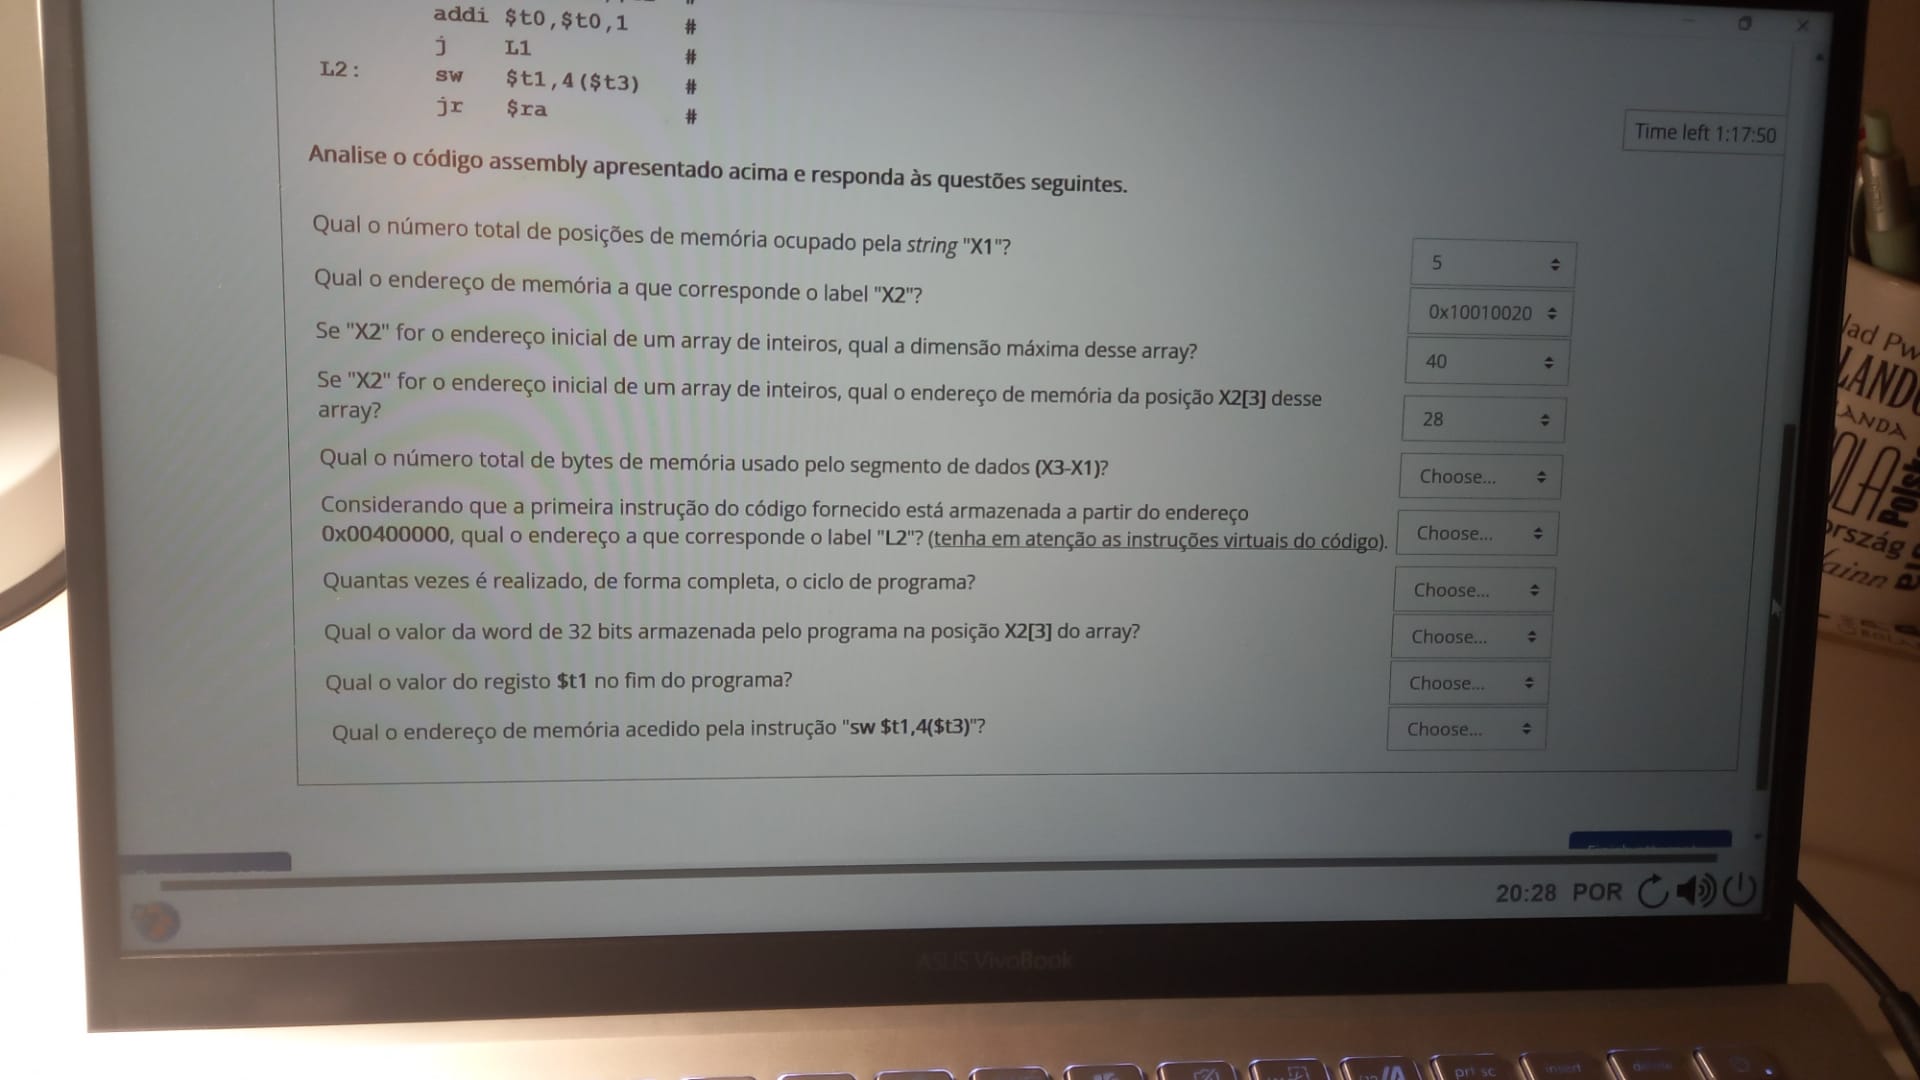 addi $t0,$t0,1 #
j L1 #
L2: sw $t1,4($t3) #
jr $ra #
Time left 1:17:50
Analise o código assembly apresentado acima e responda às questões seguintes.
Qual o número total de posições de memória ocupado pela string "X1"? 5
Qual o endereço de memória a que corresponde o label "X2"? 0x10010020
Se "X2" for o endereço inicial de um array de inteiros, qual a dimensão máxima desse array? 40
Se "X2" for o endereço inicial de um array de inteiros, qual o endereço de memória da posição X2[3] desse
array? 28
Qual o número total de bytes de memória usado pelo segmento de dados (X3-X1)? Choose...
Considerando que a primeira instrução do código fornecido está armazenada a partir do endereço
0x00400000, qual o endereço a que corresponde o label "L2"? (tenha em atenção as instruções virtuais do código). Choose...
Quantas vezes é realizado, de forma completa, o ciclo de programa? Choose...
Qual o valor da word de 32 bits armazenada pelo programa na posição X2[3] do array? Choose...
Qual o valor do registo $t1 no fim do programa? Choose...
Qual o endereço de memória acedido pela instrução "sw $t1,4($t3)"? Choose...
20:28 POR
ASUS VivoBook
prt sc
insert
delete